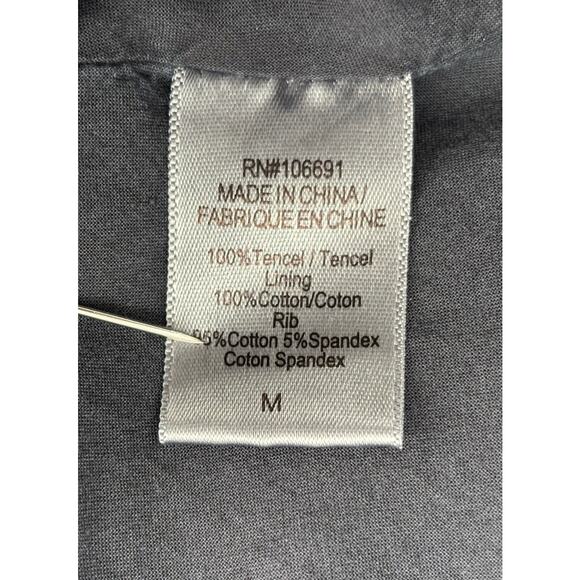 RN#106691
MADE IN CHINA/
FABRIQUE EN CHINE
100%Tencel / Tencel
Lining
100%Cotton/Coton
Rib
95%Cotton 5%Spandex
Coton Spandex
M